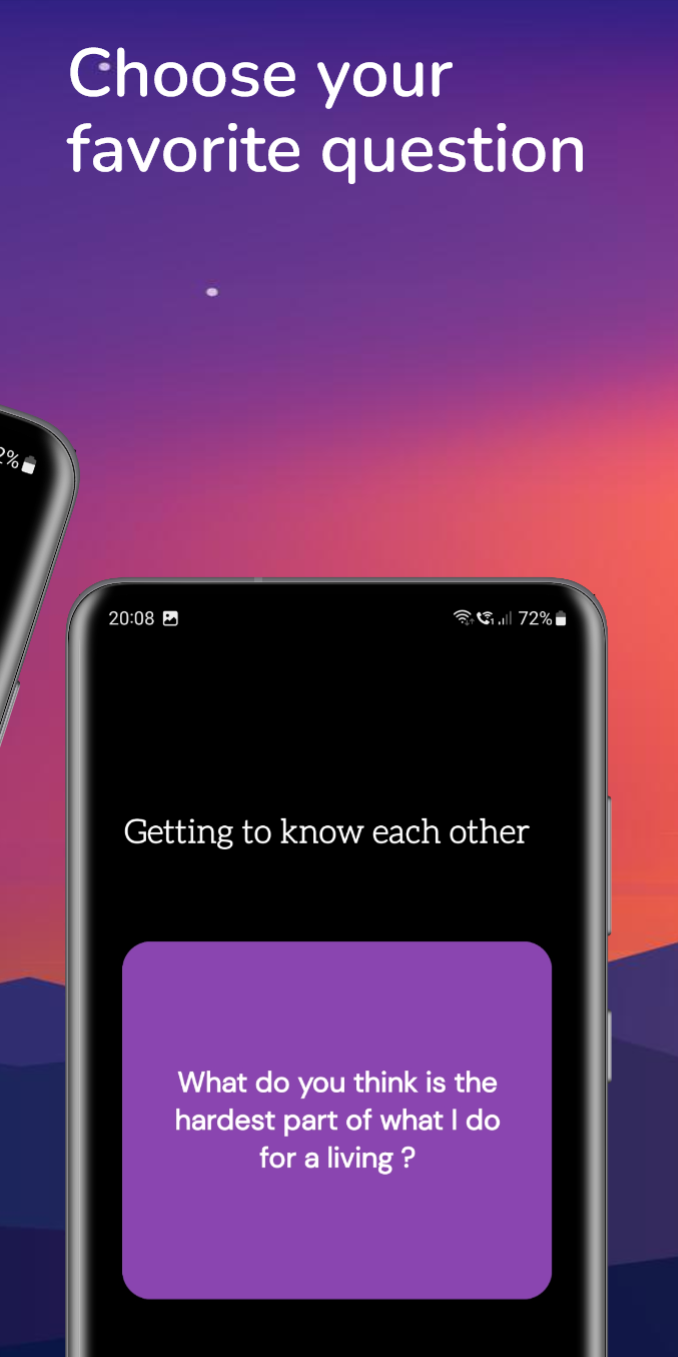 Choose your
favorite question
2%
20:08
72%
Getting to know each other
What do you think is the
hardest part of what I do
for a living ?